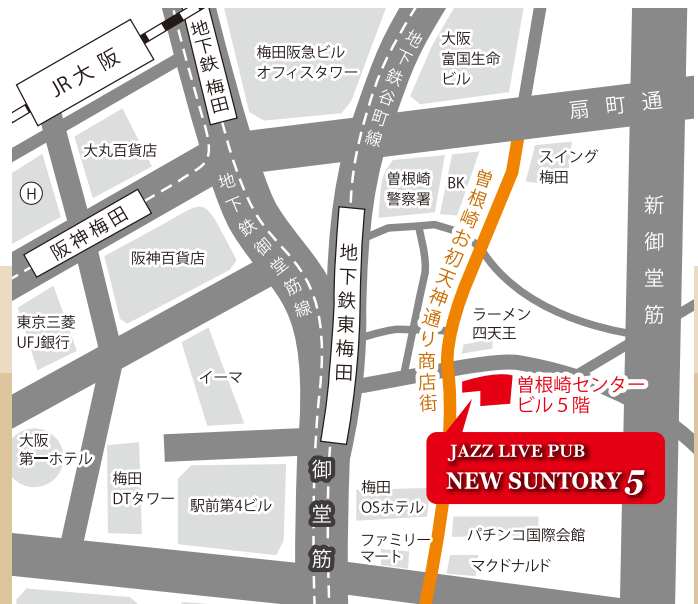 JR大阪
地下鉄梅田
梅田阪急ビル
オフィスタワー
地下鉄谷町線
大阪
富国生命
ビル
扇町通
大丸百貨店
H
阪神梅田
地下鉄御堂筋線
曽根崎
警察署
BK
曽根崎お初天神通り商店街
スイング
梅田
新御堂筋
阪神百貨店
地下鉄東梅田
東京三菱
UFJ銀行
イーマ
ラーメン
四天王
曽根崎センター
ビル5階
JAZZ LIVE PUB
NEW SUNTORY 5
大阪
第一ホテル
梅田
DTタワー
駅前第4ビル
御堂筋
梅田
OSホテル
ファミリー
マート
パチンコ国際会館
マクドナルド